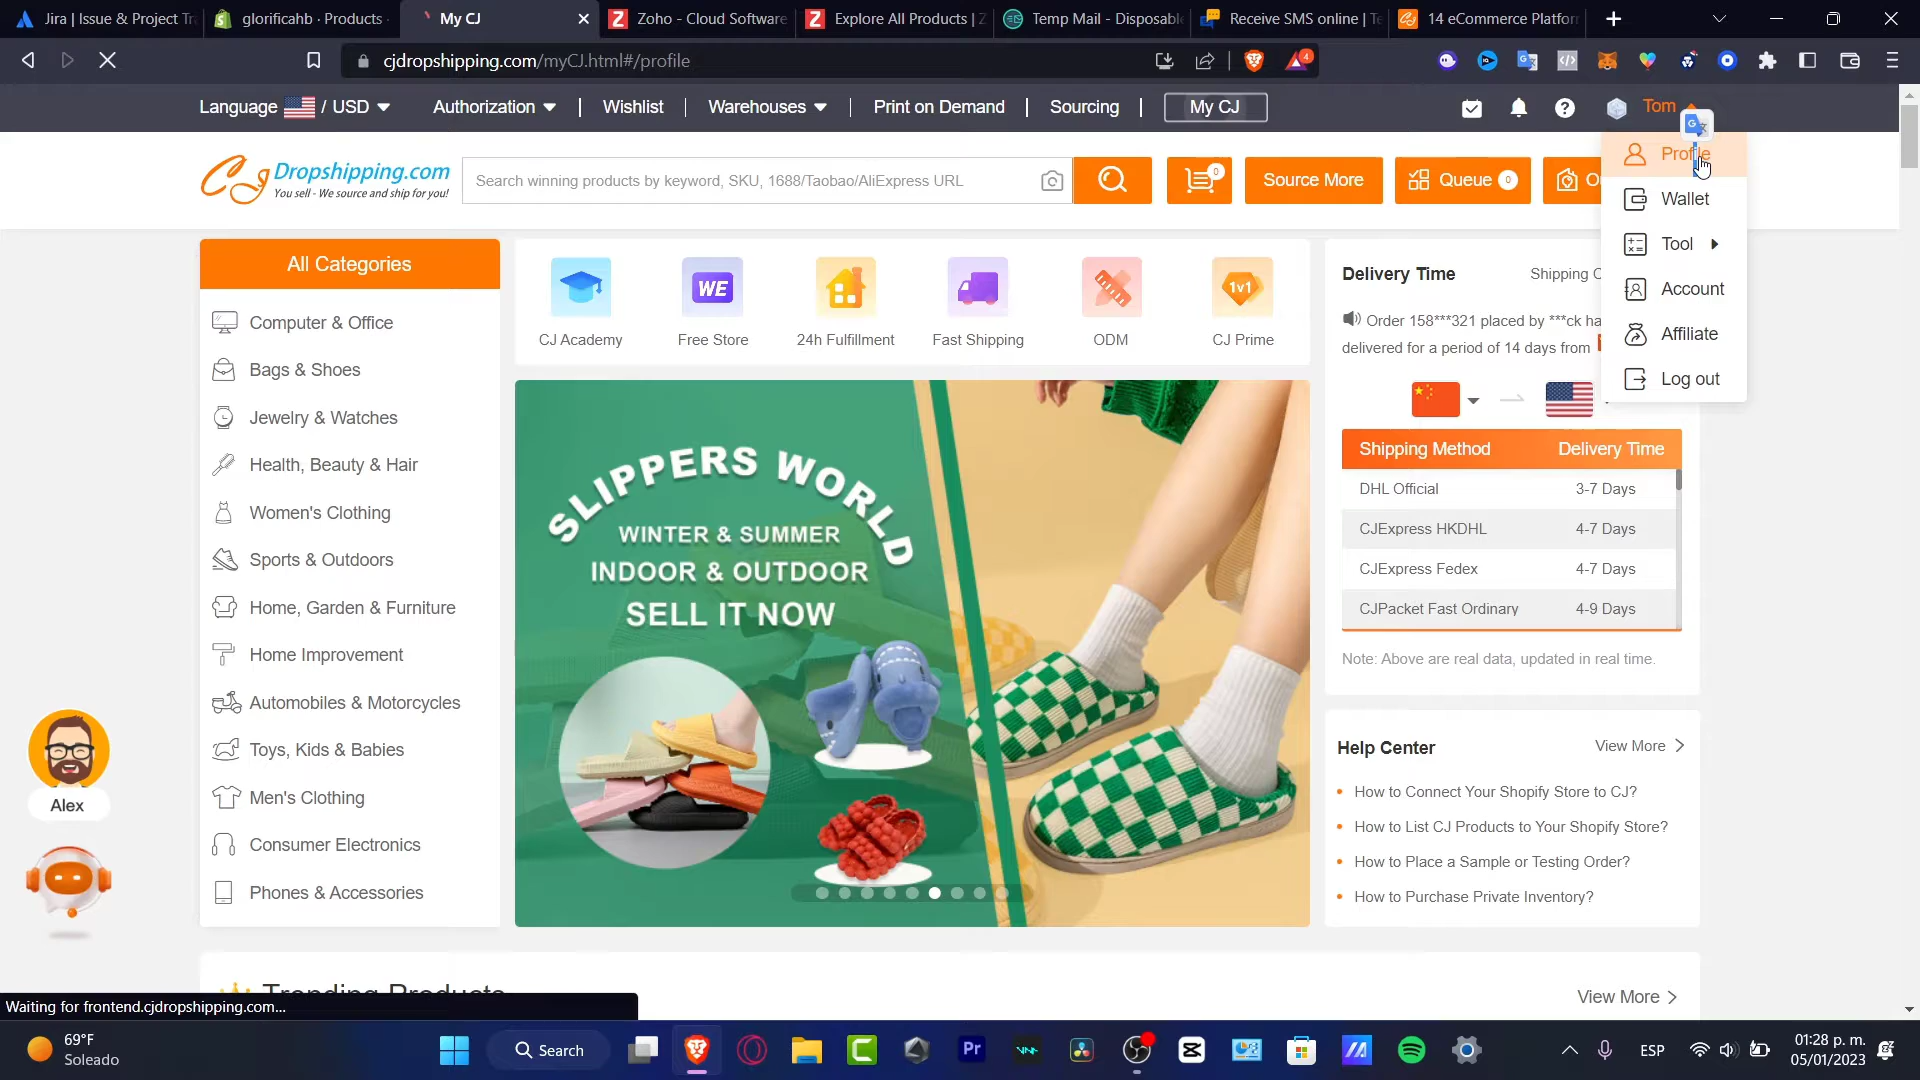 Jira | Issue & Project Tr
glorificahb · Products ·
My CJ
Zoho - Cloud Software
Explore All Products | Z
Temp Mail - Disposabl
Receive SMS online | Te
14 eCommerce Platfor
cjdropshipping.com/myCJ.html#/profile
4
Language / USD
Authorization
Wishlist
Warehouses
Print on Demand
Sourcing
My CJ
Tom
CJ Dropshipping.com
You sell - We source and ship for you!
Search winning products by keyword, SKU, 1688/Taobao/AliExpress URL
0
Source More
Queue 0
Profile
Wallet
Tool
Account
Affiliate
Log out
All Categories
Computer & Office
Bags & Shoes
Jewelry & Watches
Health, Beauty & Hair
Women's Clothing
Sports & Outdoors
Home, Garden & Furniture
Home Improvement
Automobiles & Motorcycles
Toys, Kids & Babies
Men's Clothing
Consumer Electronics
Phones & Accessories
WE
1v1
CJ Academy
Free Store
24h Fulfillment
Fast Shipping
ODM
CJ Prime
SLIPPERS WORLD
WINTER & SUMMER
INDOOR & OUTDOOR
SELL IT NOW
Delivery Time
Shipping C
Order 158***321 placed by ***ck ha
delivered for a period of 14 days from
Shipping Method Delivery Time
DHL Official 3-7 Days
CJExpress HKDHL 4-7 Days
CJExpress Fedex 4-7 Days
CJPacket Fast Ordinary 4-9 Days
Note: Above are real data, updated in real time.
Help Center
View More
How to Connect Your Shopify Store to CJ?
How to List CJ Products to Your Shopify Store?
How to Place a Sample or Testing Order?
How to Purchase Private Inventory?
Alex
Trending Products
View More
Waiting for frontend.cjdropshipping.com...
69°F
Soleado
Search
Pr
ESP
01:28 p. m.
05/01/2023